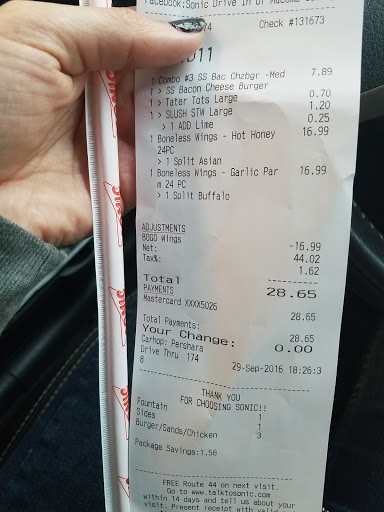 Facebook:Sonic Drive In Of Macomb
74 Check #131673
D11
1 Combo #3 SS Bac Chzbgr -Med 7.89
1 > SS Bacon Cheese Burger
1 > Tater Tots Large 0.70
1 > SLUSH STW Large 1.20
> 1 ADD Lime 0.25
1 Boneless Wings - Hot Honey 16.99
24PC
> 1 Split Asian
1 Boneless Wings - Garlic Par 16.99
m 24 PC
> 1 Split Buffalo
ADJUSTMENTS
BOGO Wings -16.99
Net: 44.02
Tax%: 1.62
Total 28.65
PAYMENTS
Mastercard XXXX5026 28.65
Total Payments: 28.65
Your Change: 0.00
Carhop: Pershara
Drive Thru 174
8 29-Sep-2016 18:26:3
THANK YOU
FOR CHOOSING SONIC!!
Fountain 1
Sides 1
Burger/Sands/Chicken 3
Package Savings:1.58
FREE Route 44 on next visit.
Go to www.talktosonic.com
within 14 days and tell us about your
visit. Present receipt with valid
SONIC
SONIC
SONIC